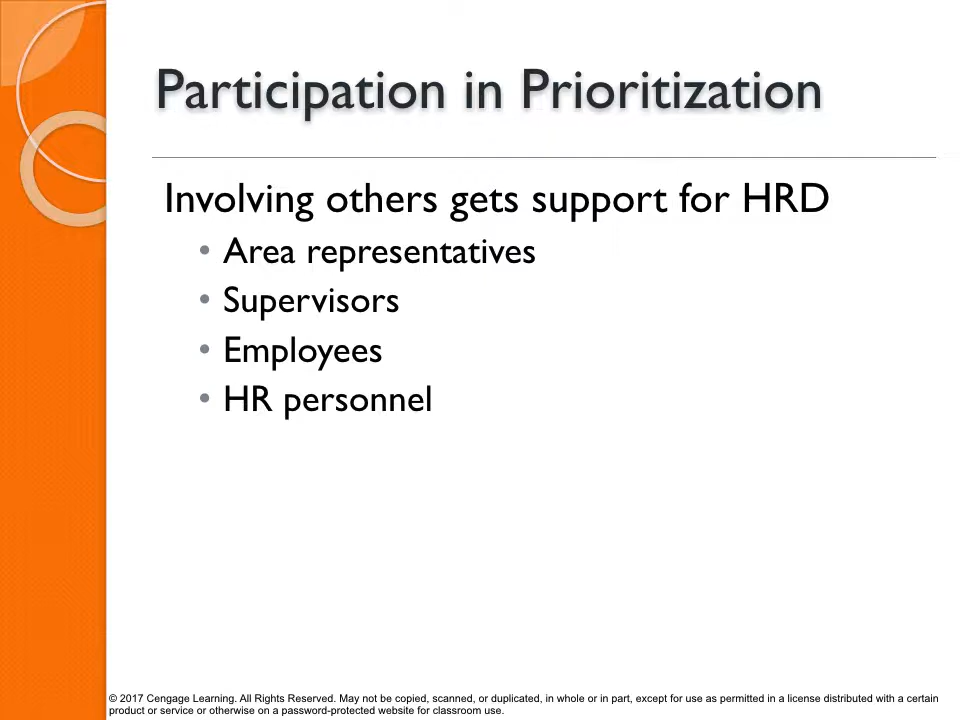 Participation in Prioritization
Involving others gets support for HRD
• Area representatives
• Supervisors
• Employees
• HR personnel
© 2017 Cengage Learning. All Rights Reserved. May not be copied, scanned, or duplicated, in whole or in part, except for use as permitted in a license distributed with a certain
product or service or otherwise on a password-protected website for classroom use.